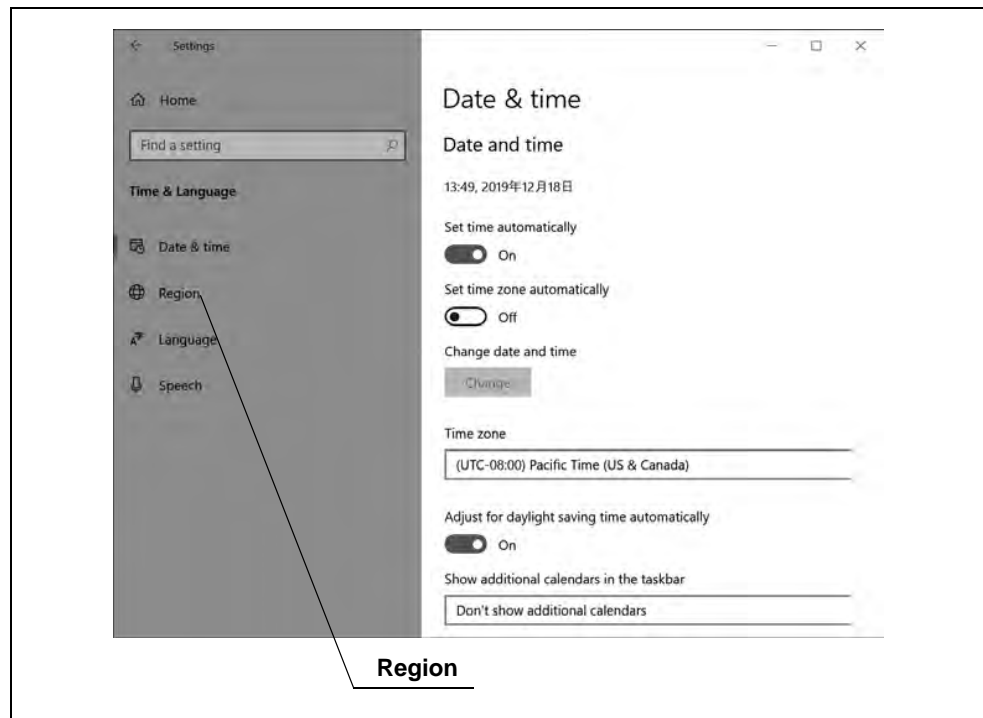 Settings
Home
Find a setting
Time & Language
Date & time
Region
Language
Speech
Date & time
Date and time
13:49, 2019年12月18日
Set time automatically
On
Set time zone automatically
Off
Change date and time
Change
Time zone
(UTC-08:00) Pacific Time (US & Canada)
Adjust for daylight saving time automatically
On
Show additional calendars in the taskbar
Don't show additional calendars
Region